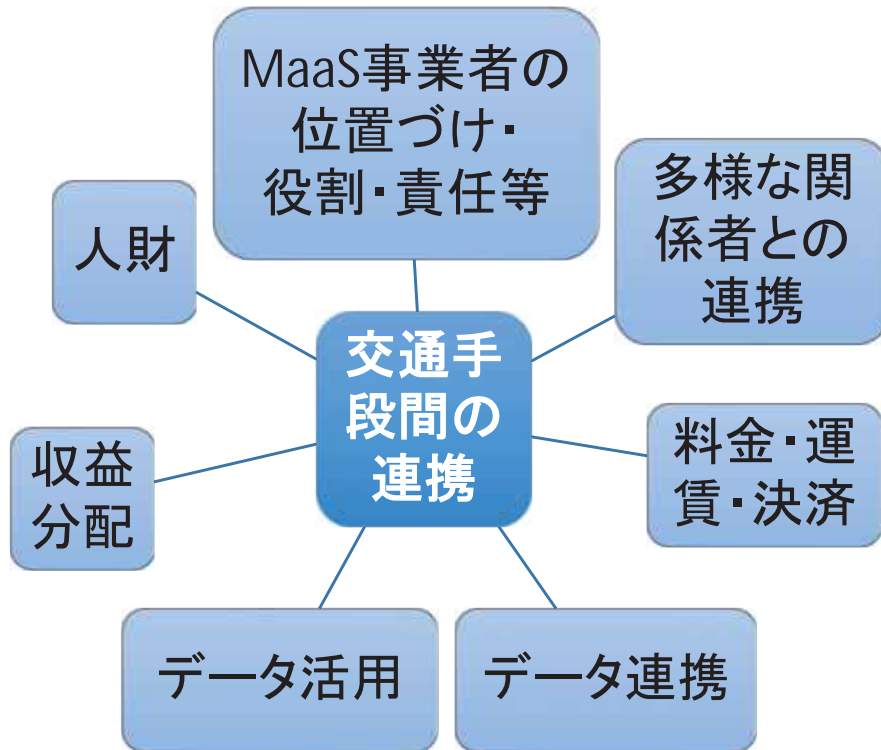 MaaS事業者の
位置づけ・
役割・責任等
多様な関
係者との
連携
人財
交通手
段間の
連携
料金・運
賃・決済
収益
分配
データ活用
データ連携